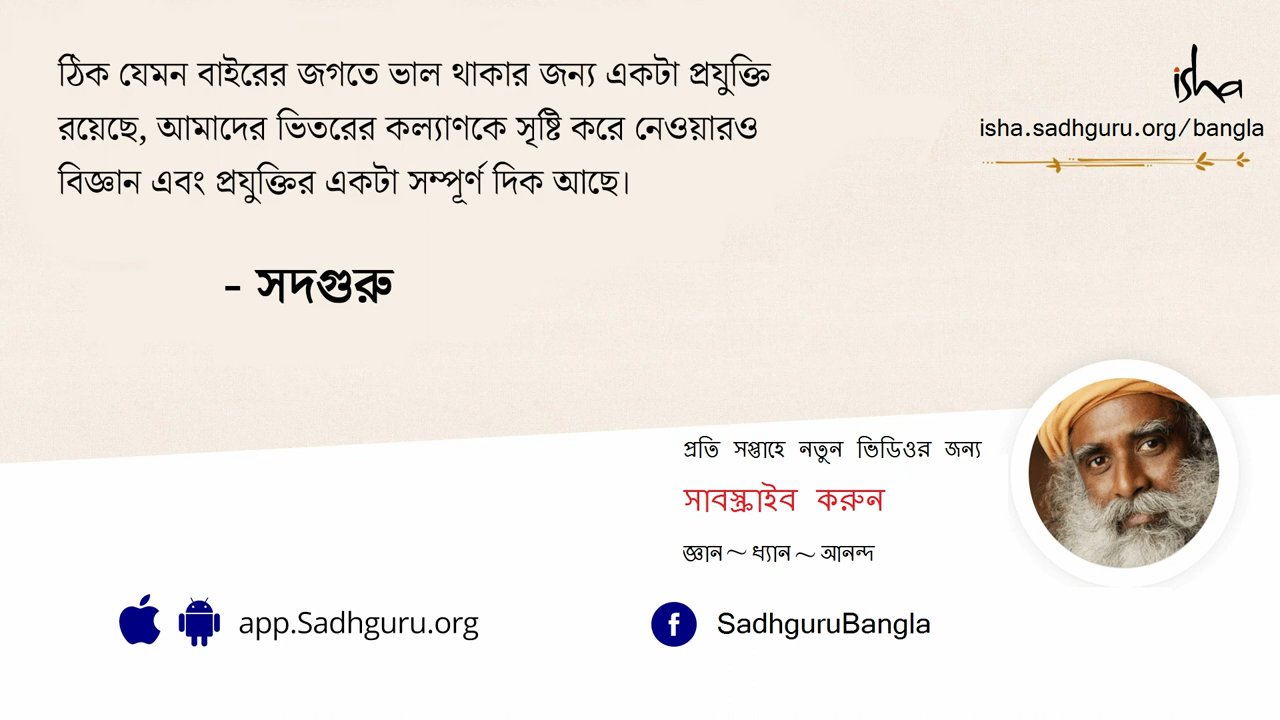 ঠিক যেমন বাইরের জগতে ভাল থাকার জন্য একটা প্রযুক্তি
রয়েছে, আমাদের ভিতরের কল্যাণকে সৃষ্টি করে নেওয়ারও
বিজ্ঞান এবং প্রযুক্তির একটা সম্পূর্ণ দিক আছে।
- সদগুরু
isha
isha.sadhguru.org/bangla
প্রতি সপ্তাহে নতুন ভিডিওর জন্য
সাবস্ক্রাইব করুন
জ্ঞান ~ ধ্যান ~ আনন্দ
app.Sadhguru.org
f SadhguruBangla